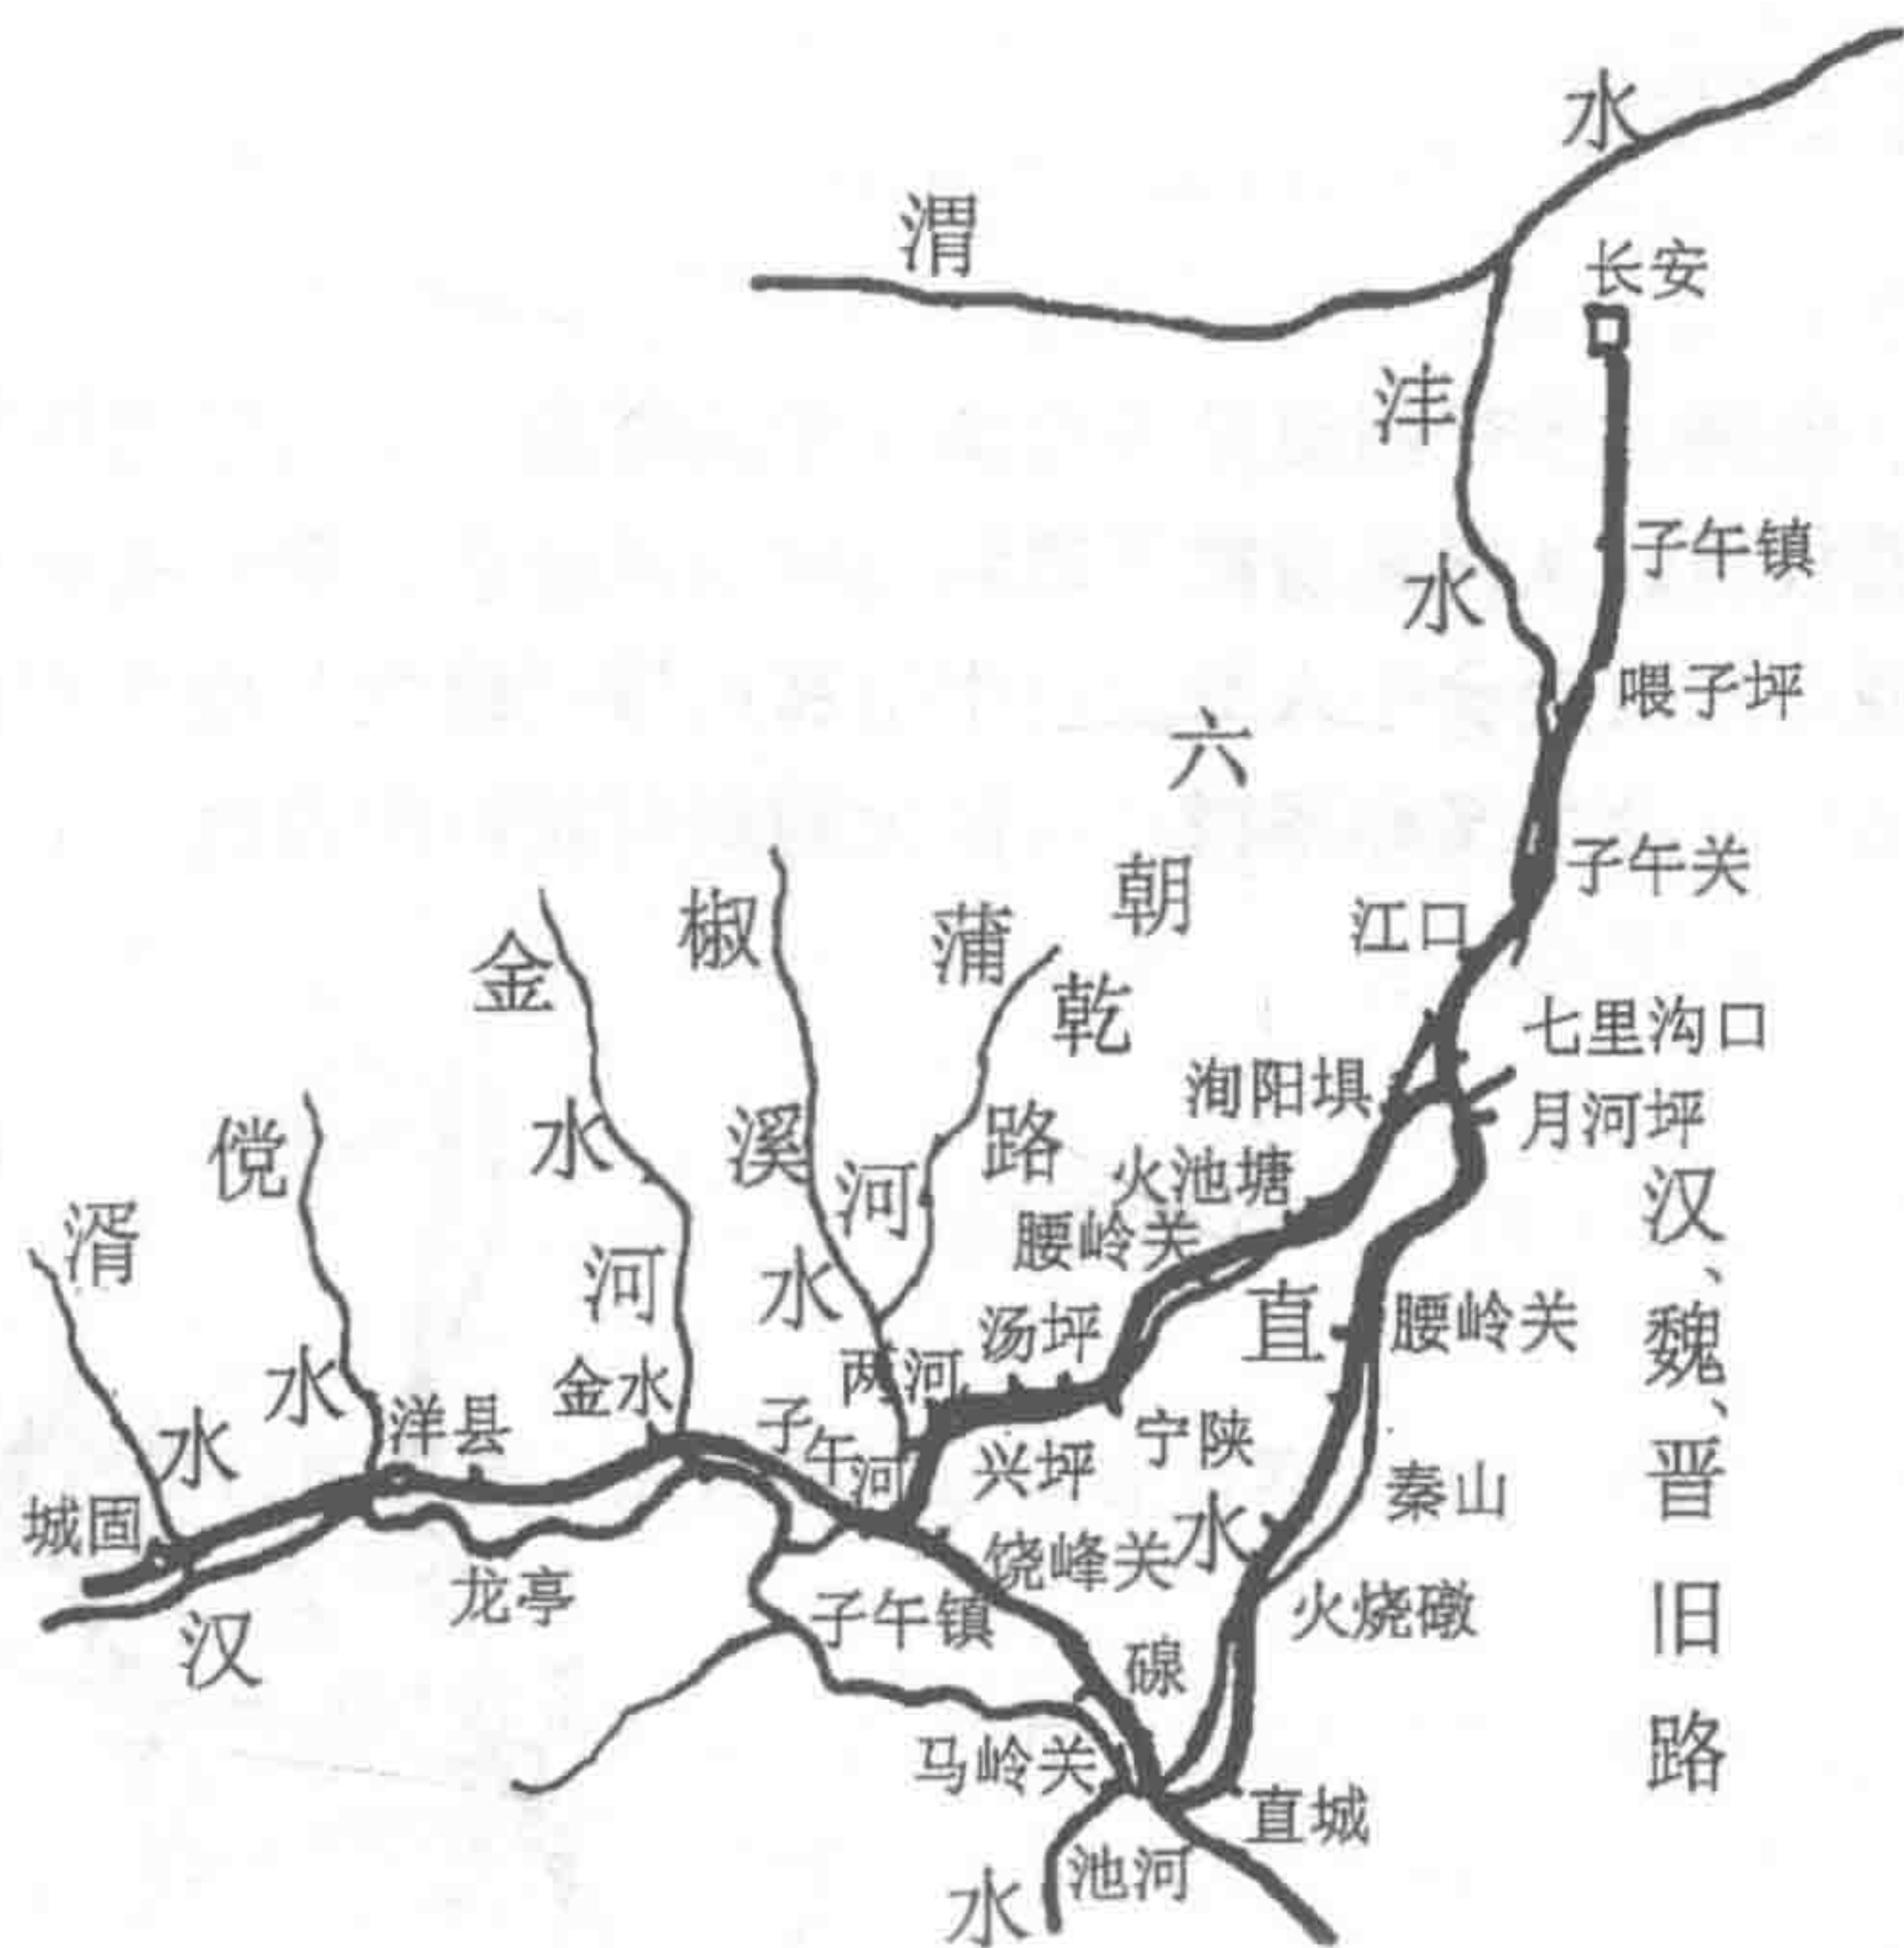 渭水
长安
沣水
子午镇
喂子坪
子午关
江口
七里沟口
月河坪
洵阳埧
火池塘
腰岭关
汤坪
两河
兴坪
宁陕
六朝乾路
蒲河
椒溪水
金水河
金水
傥水
湑水
洋县
城固
龙亭
汉水
子午河
子午镇
饶峰关
直水
腰岭关
秦山
火烧礅
马岭关
池河
直城
汉、魏、晋旧路